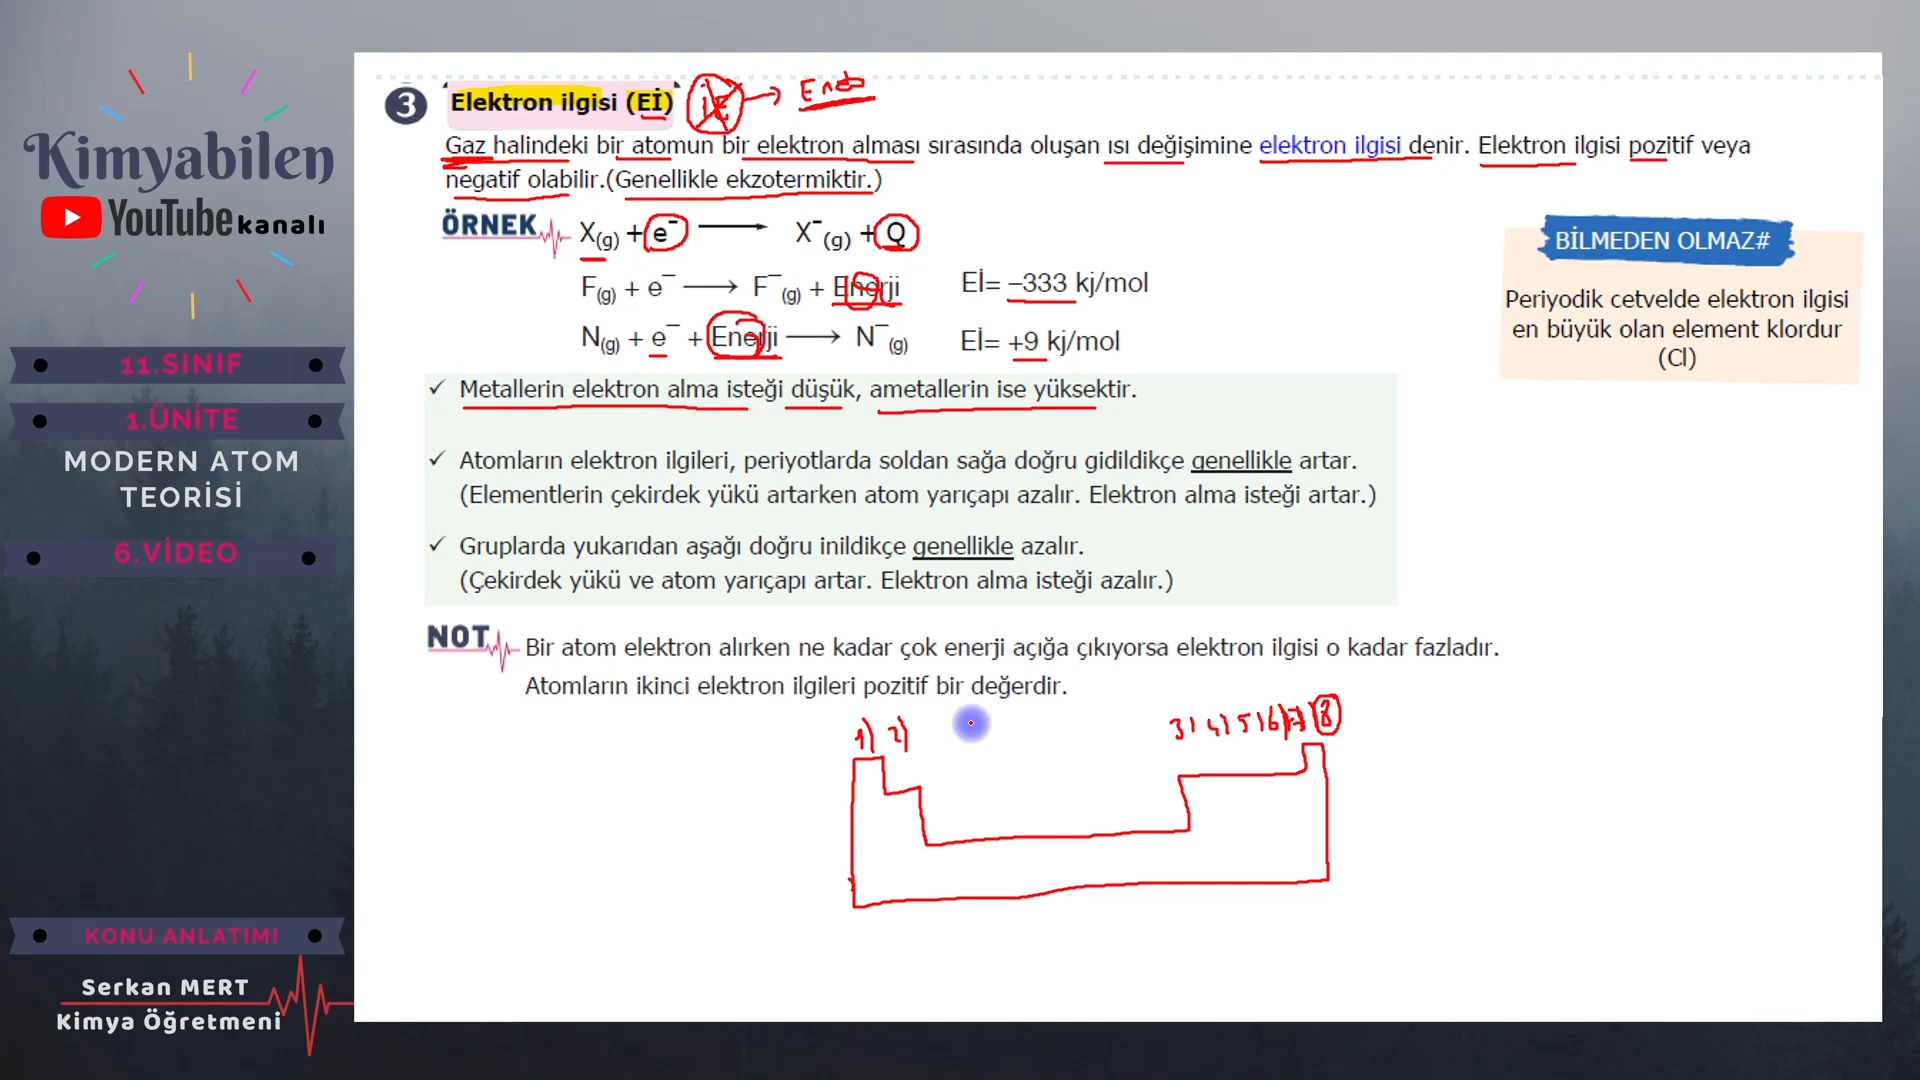 Kimyabilen
YouTube kanalı
11.SINIF
1.ÜNİTE
MODERN ATOM
TEORİSİ
6.VİDEO
KONU ANLATIMI
Serkan MERT
Kimya Öğretmeni
3 Elektron ilgisi (Eİ) İE → Endo
Gaz halindeki bir atomun bir elektron alması sırasında oluşan ısı değişimine elektron ilgisi denir. Elektron ilgisi pozitif veya
negatif olabilir.(Genellikle ekzotermiktir.)
ÖRNEK X(g) + e⁻ ⟶ X⁻(g) + Q
F(g) + e⁻ ⟶ F⁻(g) + Enerji Eİ= –333 kj/mol
N(g) + e⁻ + Enerji ⟶ N⁻(g) Eİ= +9 kj/mol
BİLMEDEN OLMAZ#
Periyodik cetvelde elektron ilgisi
en büyük olan element klordur
(Cl)
✓ Metallerin elektron alma isteği düşük, ametallerin ise yüksektir.
✓ Atomların elektron ilgileri, periyotlarda soldan sağa doğru gidildikçe genellikle artar.
(Elementlerin çekirdek yükü artarken atom yarıçapı azalır. Elektron alma isteği artar.)
✓ Gruplarda yukarıdan aşağı doğru inildikçe genellikle azalır.
(Çekirdek yükü ve atom yarıçapı artar. Elektron alma isteği azalır.)
NOT Bir atom elektron alırken ne kadar çok enerji açığa çıkıyorsa elektron ilgisi o kadar fazladır.
Atomların ikinci elektron ilgileri pozitif bir değerdir.
1) 2) 3) 4) 5) 6) 7) 8